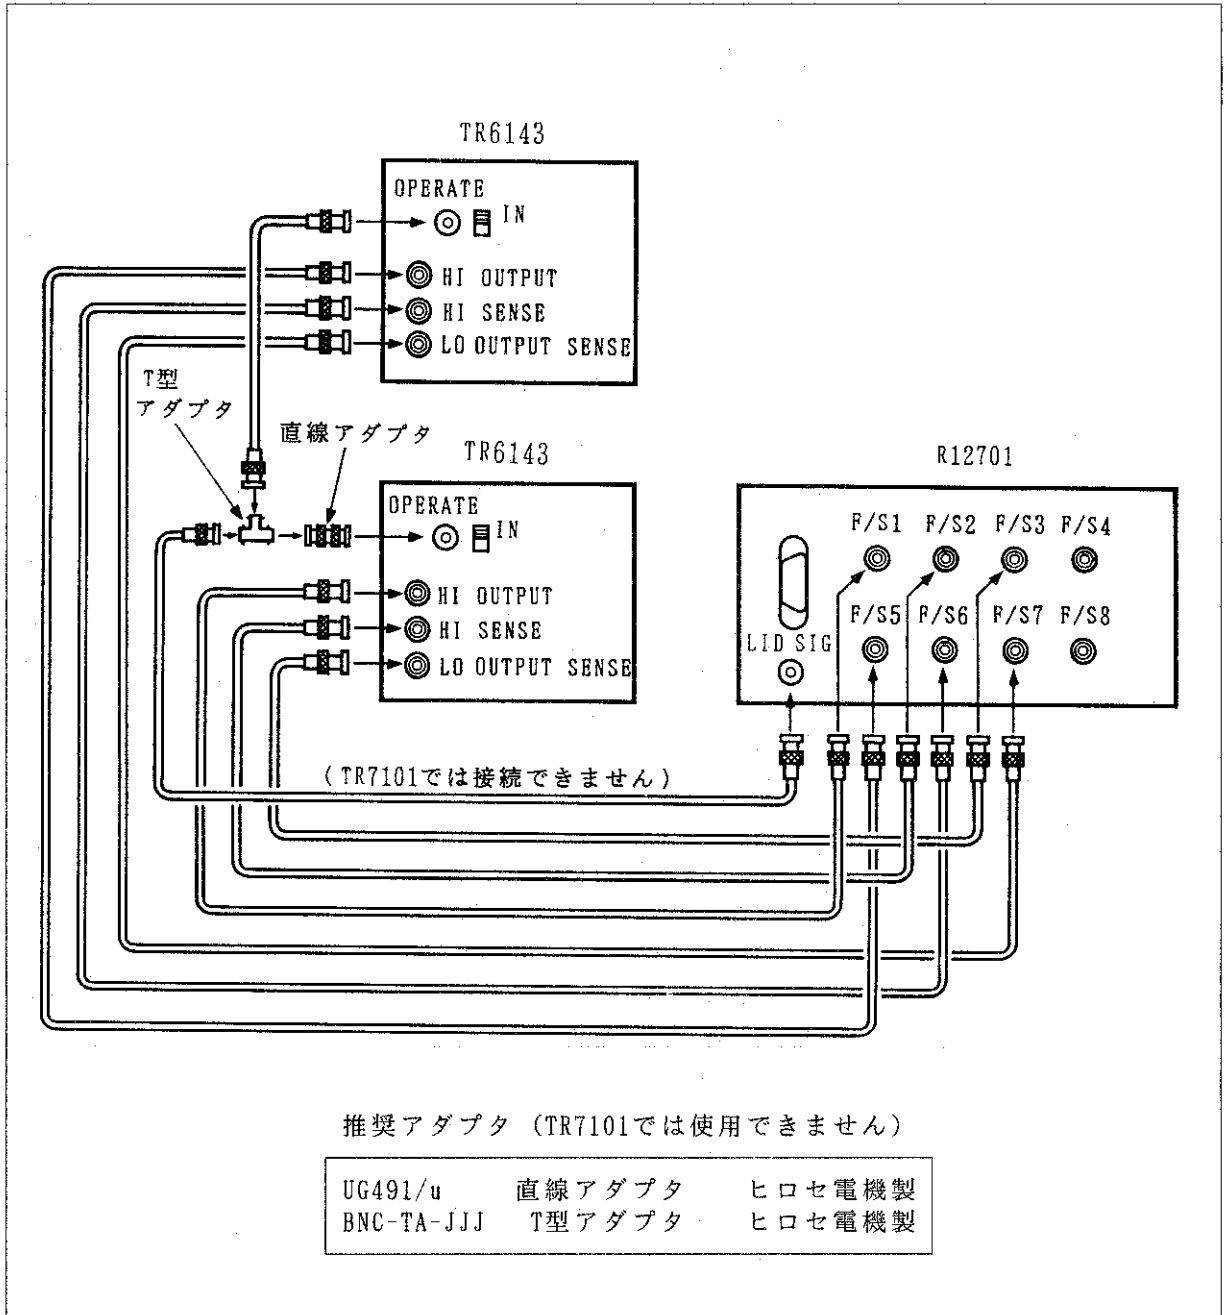 TR6143
OPERATE
IN
HI OUTPUT
HI SENSE
LO OUTPUT SENSE
T型
アダプタ
直線アダプタ
TR6143
OPERATE
IN
HI OUTPUT
HI SENSE
LO OUTPUT SENSE
R12701
F/S1 F/S2 F/S3 F/S4
F/S5 F/S6 F/S7 F/S8
LID SIG
(TR7101では接続できません)
推奨アダプタ (TR7101では使用できません)
UG491/u 直線アダプタ ヒロセ電機製
BNC-TA-JJJ T型アダプタ ヒロセ電機製